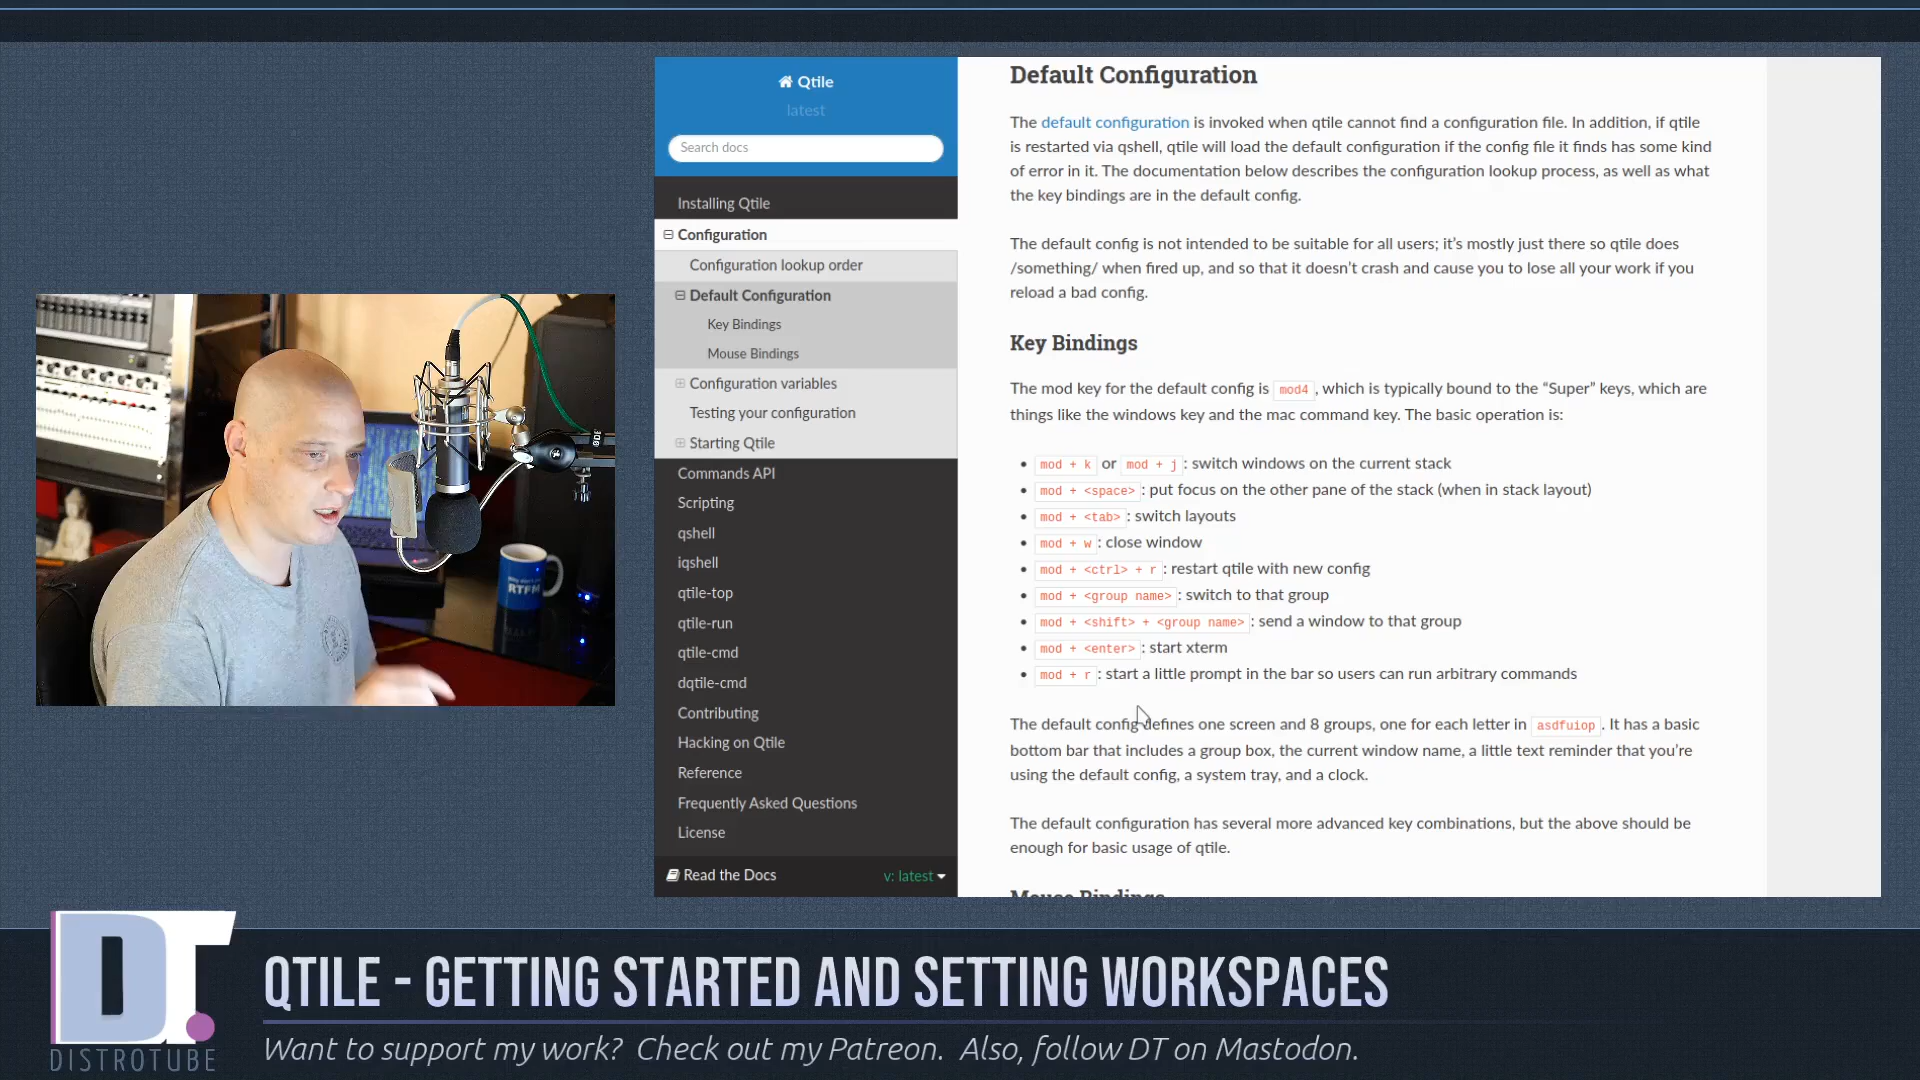 Qtile
latest
Search docs
Installing Qtile
Configuration
Configuration lookup order
Default Configuration
Key Bindings
Mouse Bindings
Configuration variables
Testing your configuration
Starting Qtile
Commands API
Scripting
qshell
iqshell
qtile-top
qtile-run
qtile-cmd
dqtile-cmd
Contributing
Hacking on Qtile
Reference
Frequently Asked Questions
License
Read the Docs
v: latest
Default Configuration
The default configuration is invoked when qtile cannot find a configuration file. In addition, if qtile
is restarted via qshell, qtile will load the default configuration if the config file it finds has some kind
of error in it. The documentation below describes the configuration lookup process, as well as what
the key bindings are in the default config.
The default config is not intended to be suitable for all users; it’s mostly just there so qtile does
/something/ when fired up, and so that it doesn’t crash and cause you to lose all your work if you
reload a bad config.
Key Bindings
The mod key for the default config is mod4, which is typically bound to the “Super” keys, which are
things like the windows key and the mac command key. The basic operation is:
• mod + k or mod + j: switch windows on the current stack
• mod + <space>: put focus on the other pane of the stack (when in stack layout)
• mod + <tab>: switch layouts
• mod + w: close window
• mod + <ctrl> + r: restart qtile with new config
• mod + <group name>: switch to that group
• mod + <shift> + <group name>: send a window to that group
• mod + <enter>: start xterm
• mod + r: start a little prompt in the bar so users can run arbitrary commands
The default config defines one screen and 8 groups, one for each letter in asdfuiop. It has a basic
bottom bar that includes a group box, the current window name, a little text reminder that you’re
using the default config, a system tray, and a clock.
The default configuration has several more advanced key combinations, but the above should be
enough for basic usage of qtile.
Mouse Bindings
RTFM
DT
DISTROTUBE
QTILE - GETTING STARTED AND SETTING WORKSPACES
Want to support my work? Check out my Patreon. Also, follow DT on Mastodon.